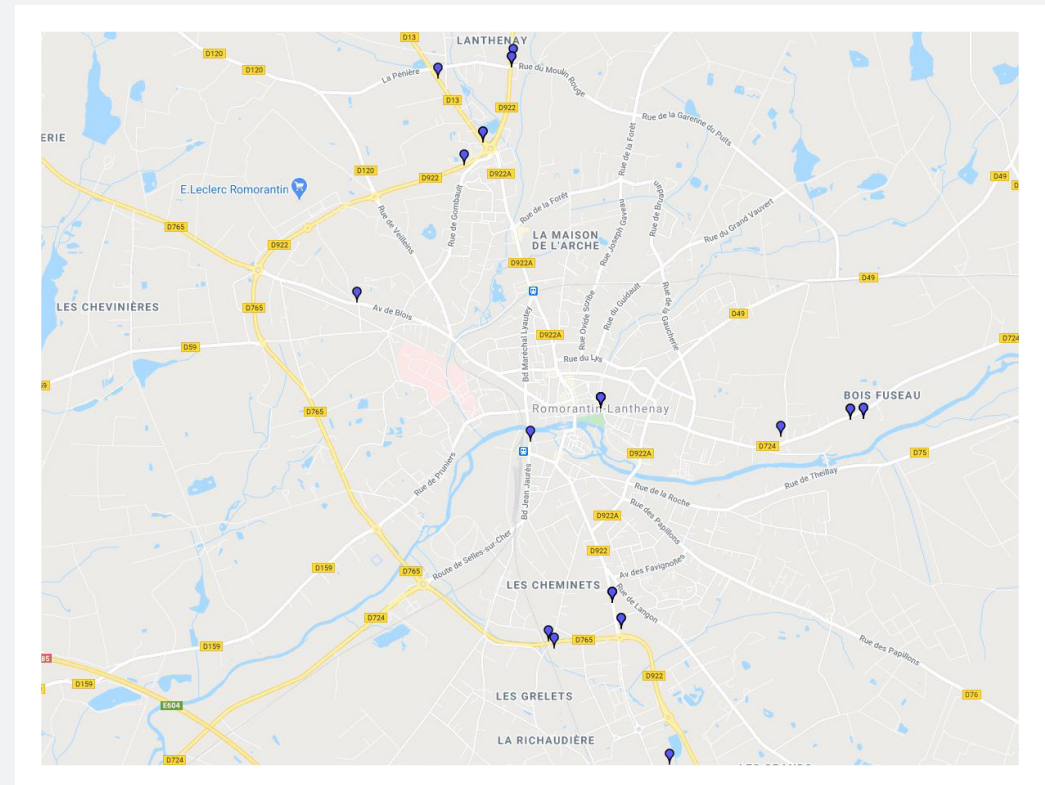 D13
LANTHENAY
D120
D120
La Pénière
Rue du Moulin Rouge
D13
D922
Rue de la Garenne du Puits
ERIE
Rue de la Forêt
D120
D922
D922A
D49
E.Leclerc Romorantin
Rue de Veilleins
Rue de Gombault
Rue de la Forêt
Rue Joseph Gaveau
Rue de Bruadan
Rue du Grand Vauvert
D765
D922
LA MAISON
DE L'ARCHE
D922A
D49
LES CHEVINIÈRES
D765
Av de Blois
Bd Maréchal Lyautey
Rue Ovide Scribe
Rue du Guidault
Rue de la Gaucherie
D49
D922A
D724
D59
Rue du Lys
BOIS FUSEAU
D765
Romorantin-Lanthenay
D724
D922A
D75
Rue de Pruniers
Bd Jean Jaurès
Rue de Theillay
Rue de la Roche
D922A
Rue des Papillons
Route de Selles-sur-Cher
D922
D159
D765
LES CHEMINETS
Av des Favignolles
Rue de Langon
D724
D159
D765
Rue des Papillons
85
D159
D922
E604
LES GRELETS
D76
LA RICHAUDIÈRE
D724